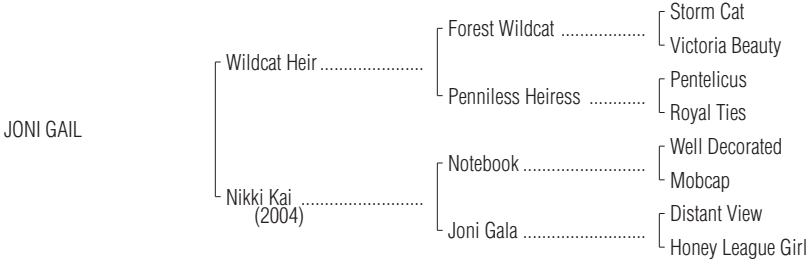 Storm Cat
Forest Wildcat ..................
Victoria Beauty
Wildcat Heir ......................
Pentelicus
Penniless Heiress ............
Royal Ties
JONI GAIL
Well Decorated
Notebook ..........................
Mobcap
Nikki Kai ..........................
(2004)
Distant View
Joni Gala ..........................
Honey League Girl